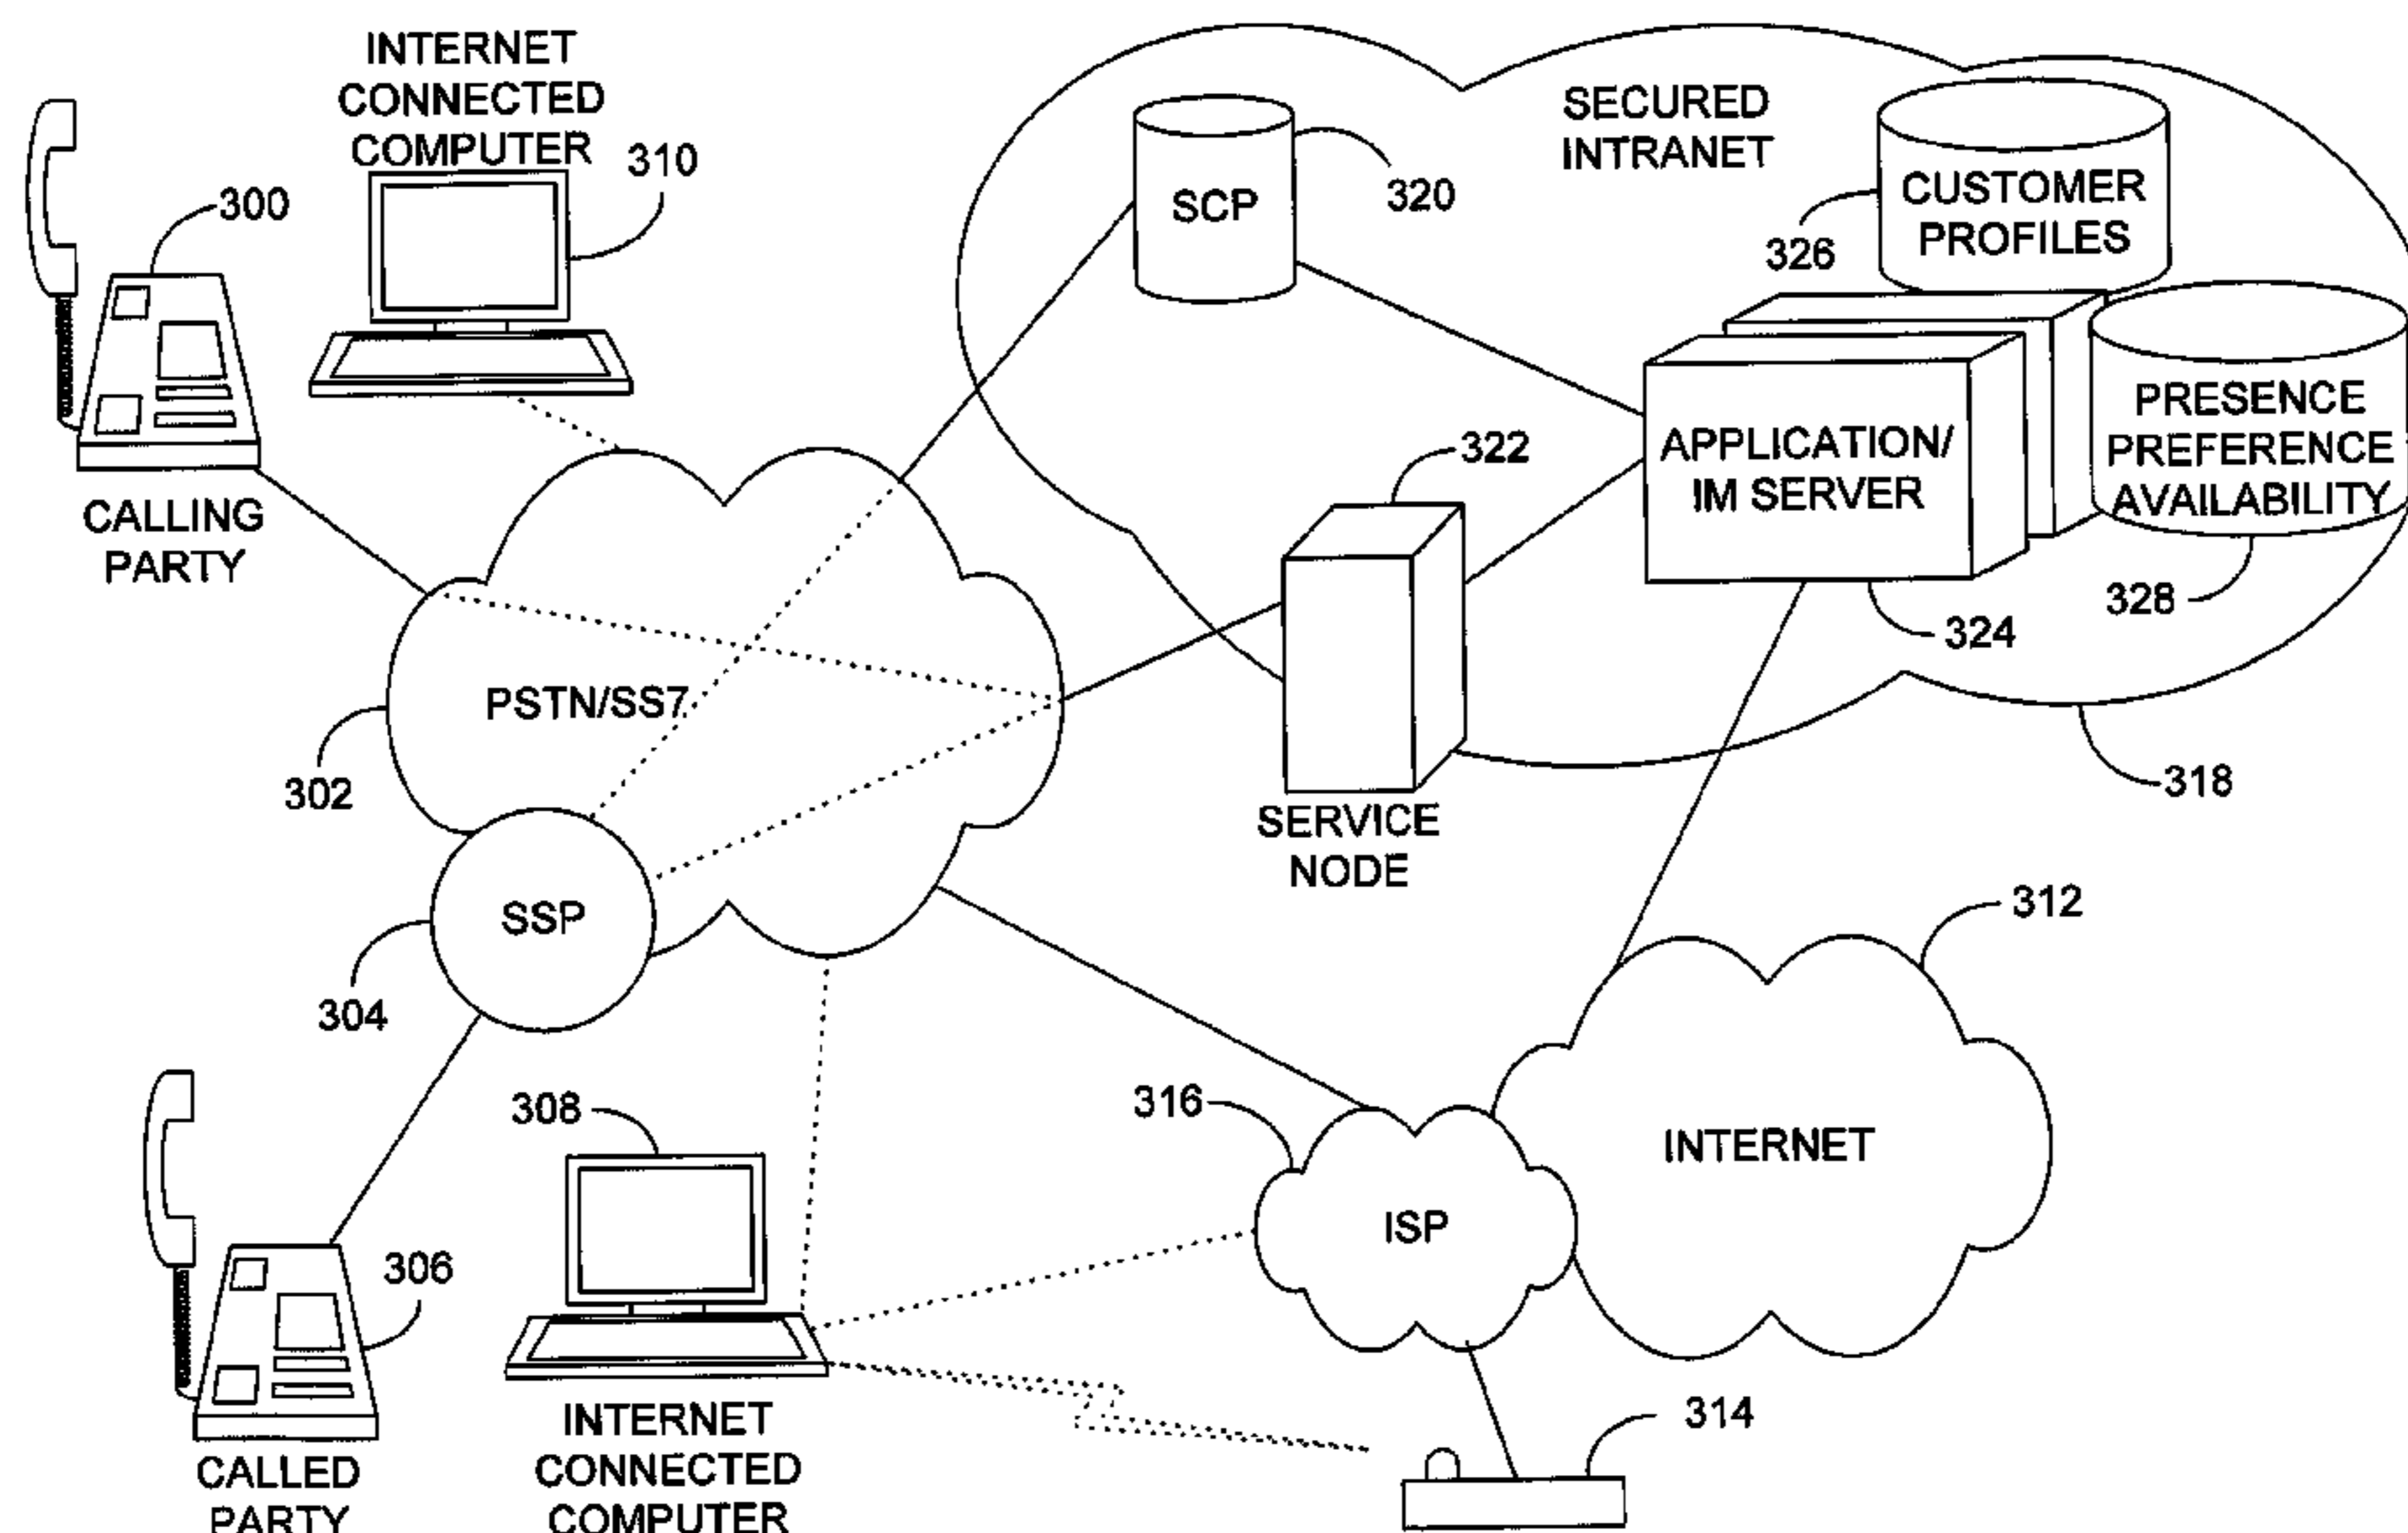 INTERNET
CONNECTED
COMPUTER
310
300
CALLING
PARTY
SECURED
INTRANET
SCP
320
CUSTOMER
PROFILES
326
PRESENCE
PREFERENCE
AVAILABILITY
328
APPLICATION/
IM SERVER
324
322
SERVICE
NODE
318
PSTN/SS7
302
SSP
304
312
INTERNET
316
ISP
308
306
314
CALLED
PARTY
INTERNET
CONNECTED
COMPUTER